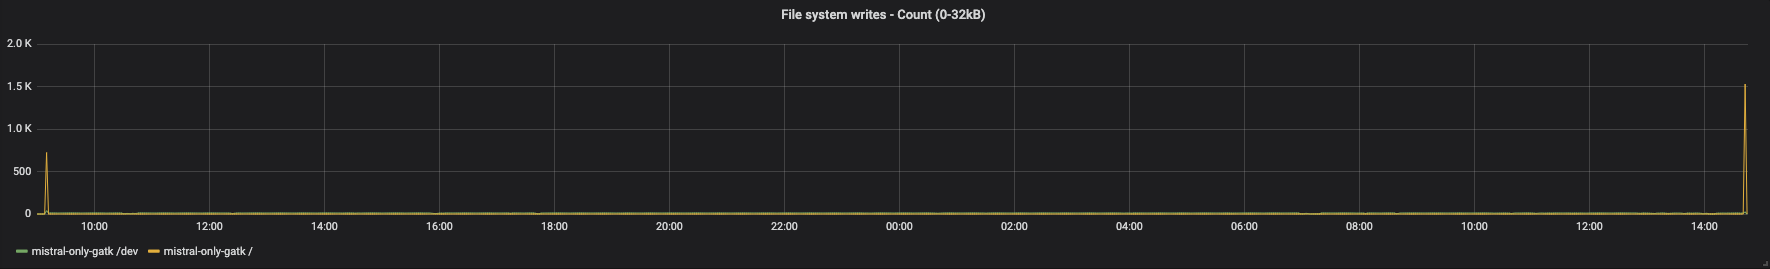 File system writes - Count (0-32kB)
2.0 K
1.5 K
1.0 K
500
0
10:00 12:00 14:00 16:00 18:00 20:00 22:00 00:00 02:00 04:00 06:00 08:00 10:00 12:00 14:00
mistral-only-gatk /dev mistral-only-gatk /